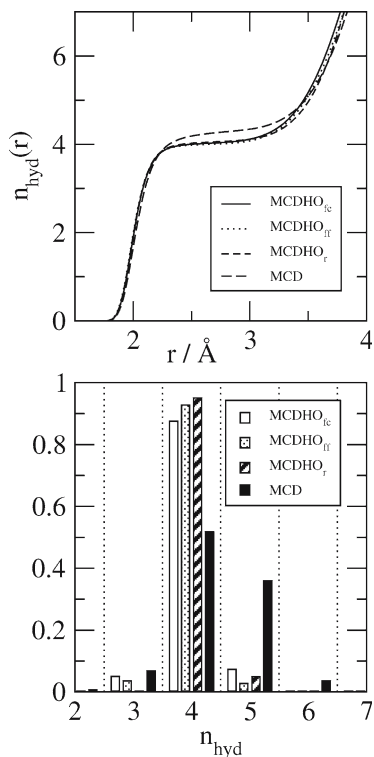 6
4
2
0
n_hyd(r)
MCDHO_fc
MCDHO_ff
MCDHO_r
MCD
2 3 4
r / Å
1
0.8
0.6
0.4
0.2
0
MCDHO_fc
MCDHO_ff
MCDHO_r
MCD
2 3 4 5 6 7
n_hyd